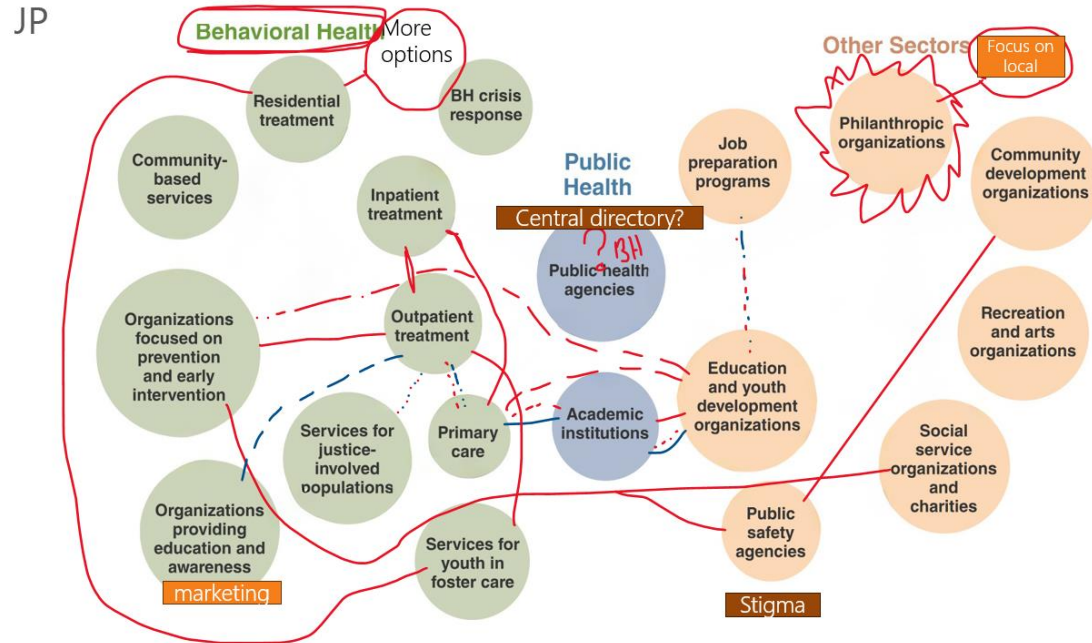 JP
Behavioral Health
More
options
Other Sectors
Focus on
local
Residential
treatment
BH crisis
response
Philanthropic
organizations
Community-
based
services
Job
preparation
programs
Community
development
organizations
Inpatient
treatment
Public
Health
Central directory?
? BH
Public health
agencies
Organizations
focused on
prevention
and early
intervention
Outpatient
treatment
Recreation
and arts
organizations
Education
and youth
development
organizations
Services for
justice-
involved
populations
Primary
care
Academic
institutions
Social
service
organizations
and
charities
Organizations
providing
education and
awareness
marketing
Services for
youth in
foster care
Public
safety
agencies
Stigma